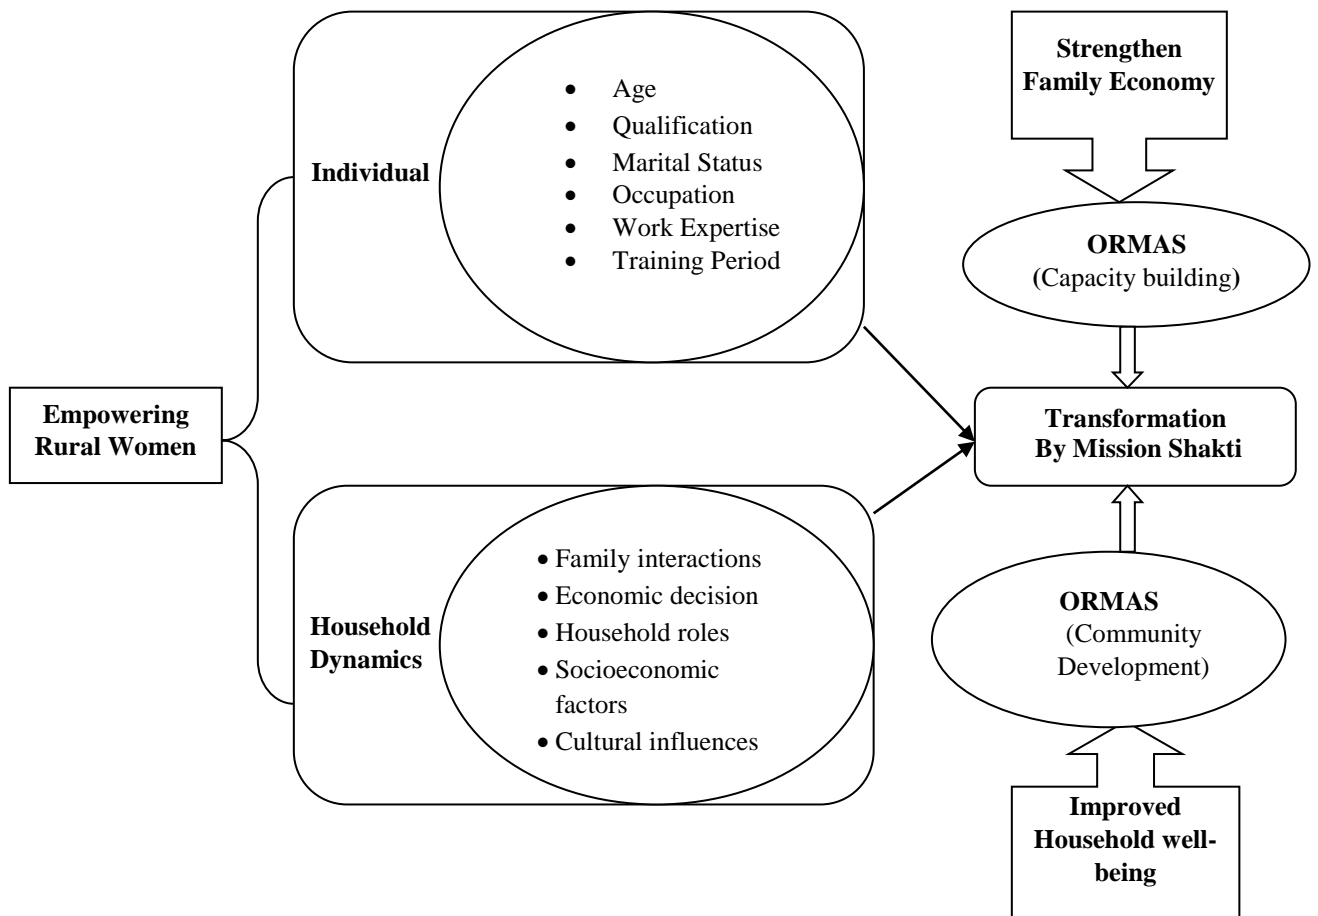 Empowering
Rural Women
Individual
• Age
• Qualification
• Marital Status
• Occupation
• Work Expertise
• Training Period
Household
Dynamics
• Family interactions
• Economic decision
• Household roles
• Socioeconomic
factors
• Cultural influences
Strengthen
Family Economy
ORMAS
(Capacity building)
Transformation
By Mission Shakti
ORMAS
(Community
Development)
Improved
Household well-
being